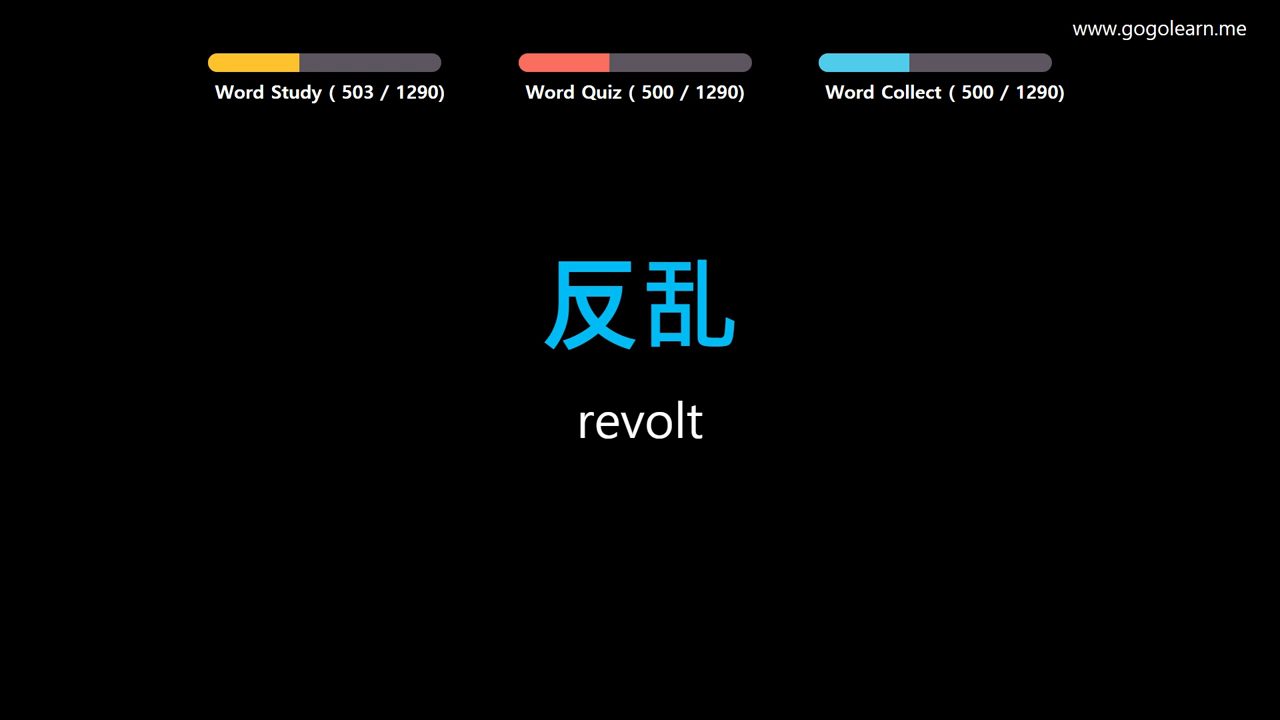 www.gogolearn.me
Word Study ( 503 / 1290)
Word Quiz ( 500 / 1290)
Word Collect ( 500 / 1290)
反乱
revolt